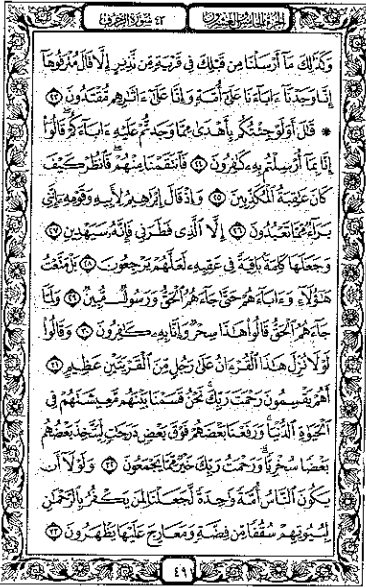 الجزء الخامس والعشرون ٤٣ سورة الزخرف
وَكَذَٰلِكَ مَآ أَرۡسَلۡنَا مِن قَبۡلِكَ فِي قَرۡيَةٖ مِّن نَّذِيرٍ إِلَّا قَالَ مُتۡرَفُوهَآ
إِنَّا وَجَدۡنَآ ءَابَآءَنَا عَلَىٰٓ أُمَّةٖ وَإِنَّا عَلَىٰٓ ءَاثَٰرِهِم مُّقۡتَدُونَ ٢٣
* قَٰلَ أَوَلَوۡ جِئۡتُكُم بِأَهۡدَىٰ مِمَّا وَجَدتُّمۡ عَلَيۡهِ ءَابَآءَكُمۡۖ قَالُوٓاْ
إِنَّا بِمَآ أُرۡسِلۡتُم بِهِۦ كَٰفِرُونَ ٢٤ فَٱنتَقَمۡنَا مِنۡهُمۡۖ فَٱنظُرۡ كَيۡفَ
كَانَ عَٰقِبَةُ ٱلۡمُكَذِّبِينَ ٢٥ وَإِذۡ قَالَ إِبۡرَٰهِيمُ لِأَبِيهِ وَقَوۡمِهِۦٓ إِنَّنِي
بَرَآءٞ مِّمَّا تَعۡبُدُونَ ٢٦ إِلَّا ٱلَّذِي فَطَرَنِي فَإِنَّهُۥ سَيَهۡدِينِ ٢٧
وَجَعَلَهَا كَلِمَةَۢ بَاقِيَةٗ فِي عَقِبِهِۦ لَعَلَّهُمۡ يَرۡجِعُونَ ٢٨ بَلۡ مَتَّعۡتُ
هَٰٓؤُلَآءِ وَءَابَآءَهُمۡ حَتَّىٰ جَآءَهُمُ ٱلۡحَقُّ وَرَسُولٞ مُّبِينٞ ٢٩ وَلَمَّا
جَآءَهُمُ ٱلۡحَقُّ قَالُواْ هَٰذَا سِحۡرٞ وَإِنَّا بِهِۦ كَٰفِرُونَ ٣٠ وَقَالُواْ
لَوۡلَا نُزِّلَ هَٰذَا ٱلۡقُرۡءَانُ عَلَىٰ رَجُلٖ مِّنَ ٱلۡقَرۡيَتَيۡنِ عَظِيمٍ ٣١
أَهُمۡ يَقۡسِمُونَ رَحۡمَتَ رَبِّكَۚ نَحۡنُ قَسَمۡنَا بَيۡنَهُم مَّعِيشَتَهُمۡ فِي
ٱلۡحَيَوٰةِ ٱلدُّنۡيَاۚ وَرَفَعۡنَا بَعۡضَهُمۡ فَوۡقَ بَعۡضٖ دَرَجَٰتٖ لِّيَتَّخِذَ بَعۡضُهُم
بَعۡضٗا سُخۡرِيّٗاۗ وَرَحۡمَتُ رَبِّكَ خَيۡرٞ مِّمَّا يَجۡمَعُونَ ٣٢ وَلَوۡلَآ أَن
يَكُونَ ٱلنَّاسُ أُمَّةٗ وَٰحِدَةٗ لَّجَعَلۡنَا لِمَن يَكۡفُرُ بِٱلرَّحۡمَٰنِ
لِبُيُوتِهِمۡ سُقُفٗا مِّن فِضَّةٖ وَمَعَارِجَ عَلَيۡهَا يَظۡهَرُونَ ٣٣